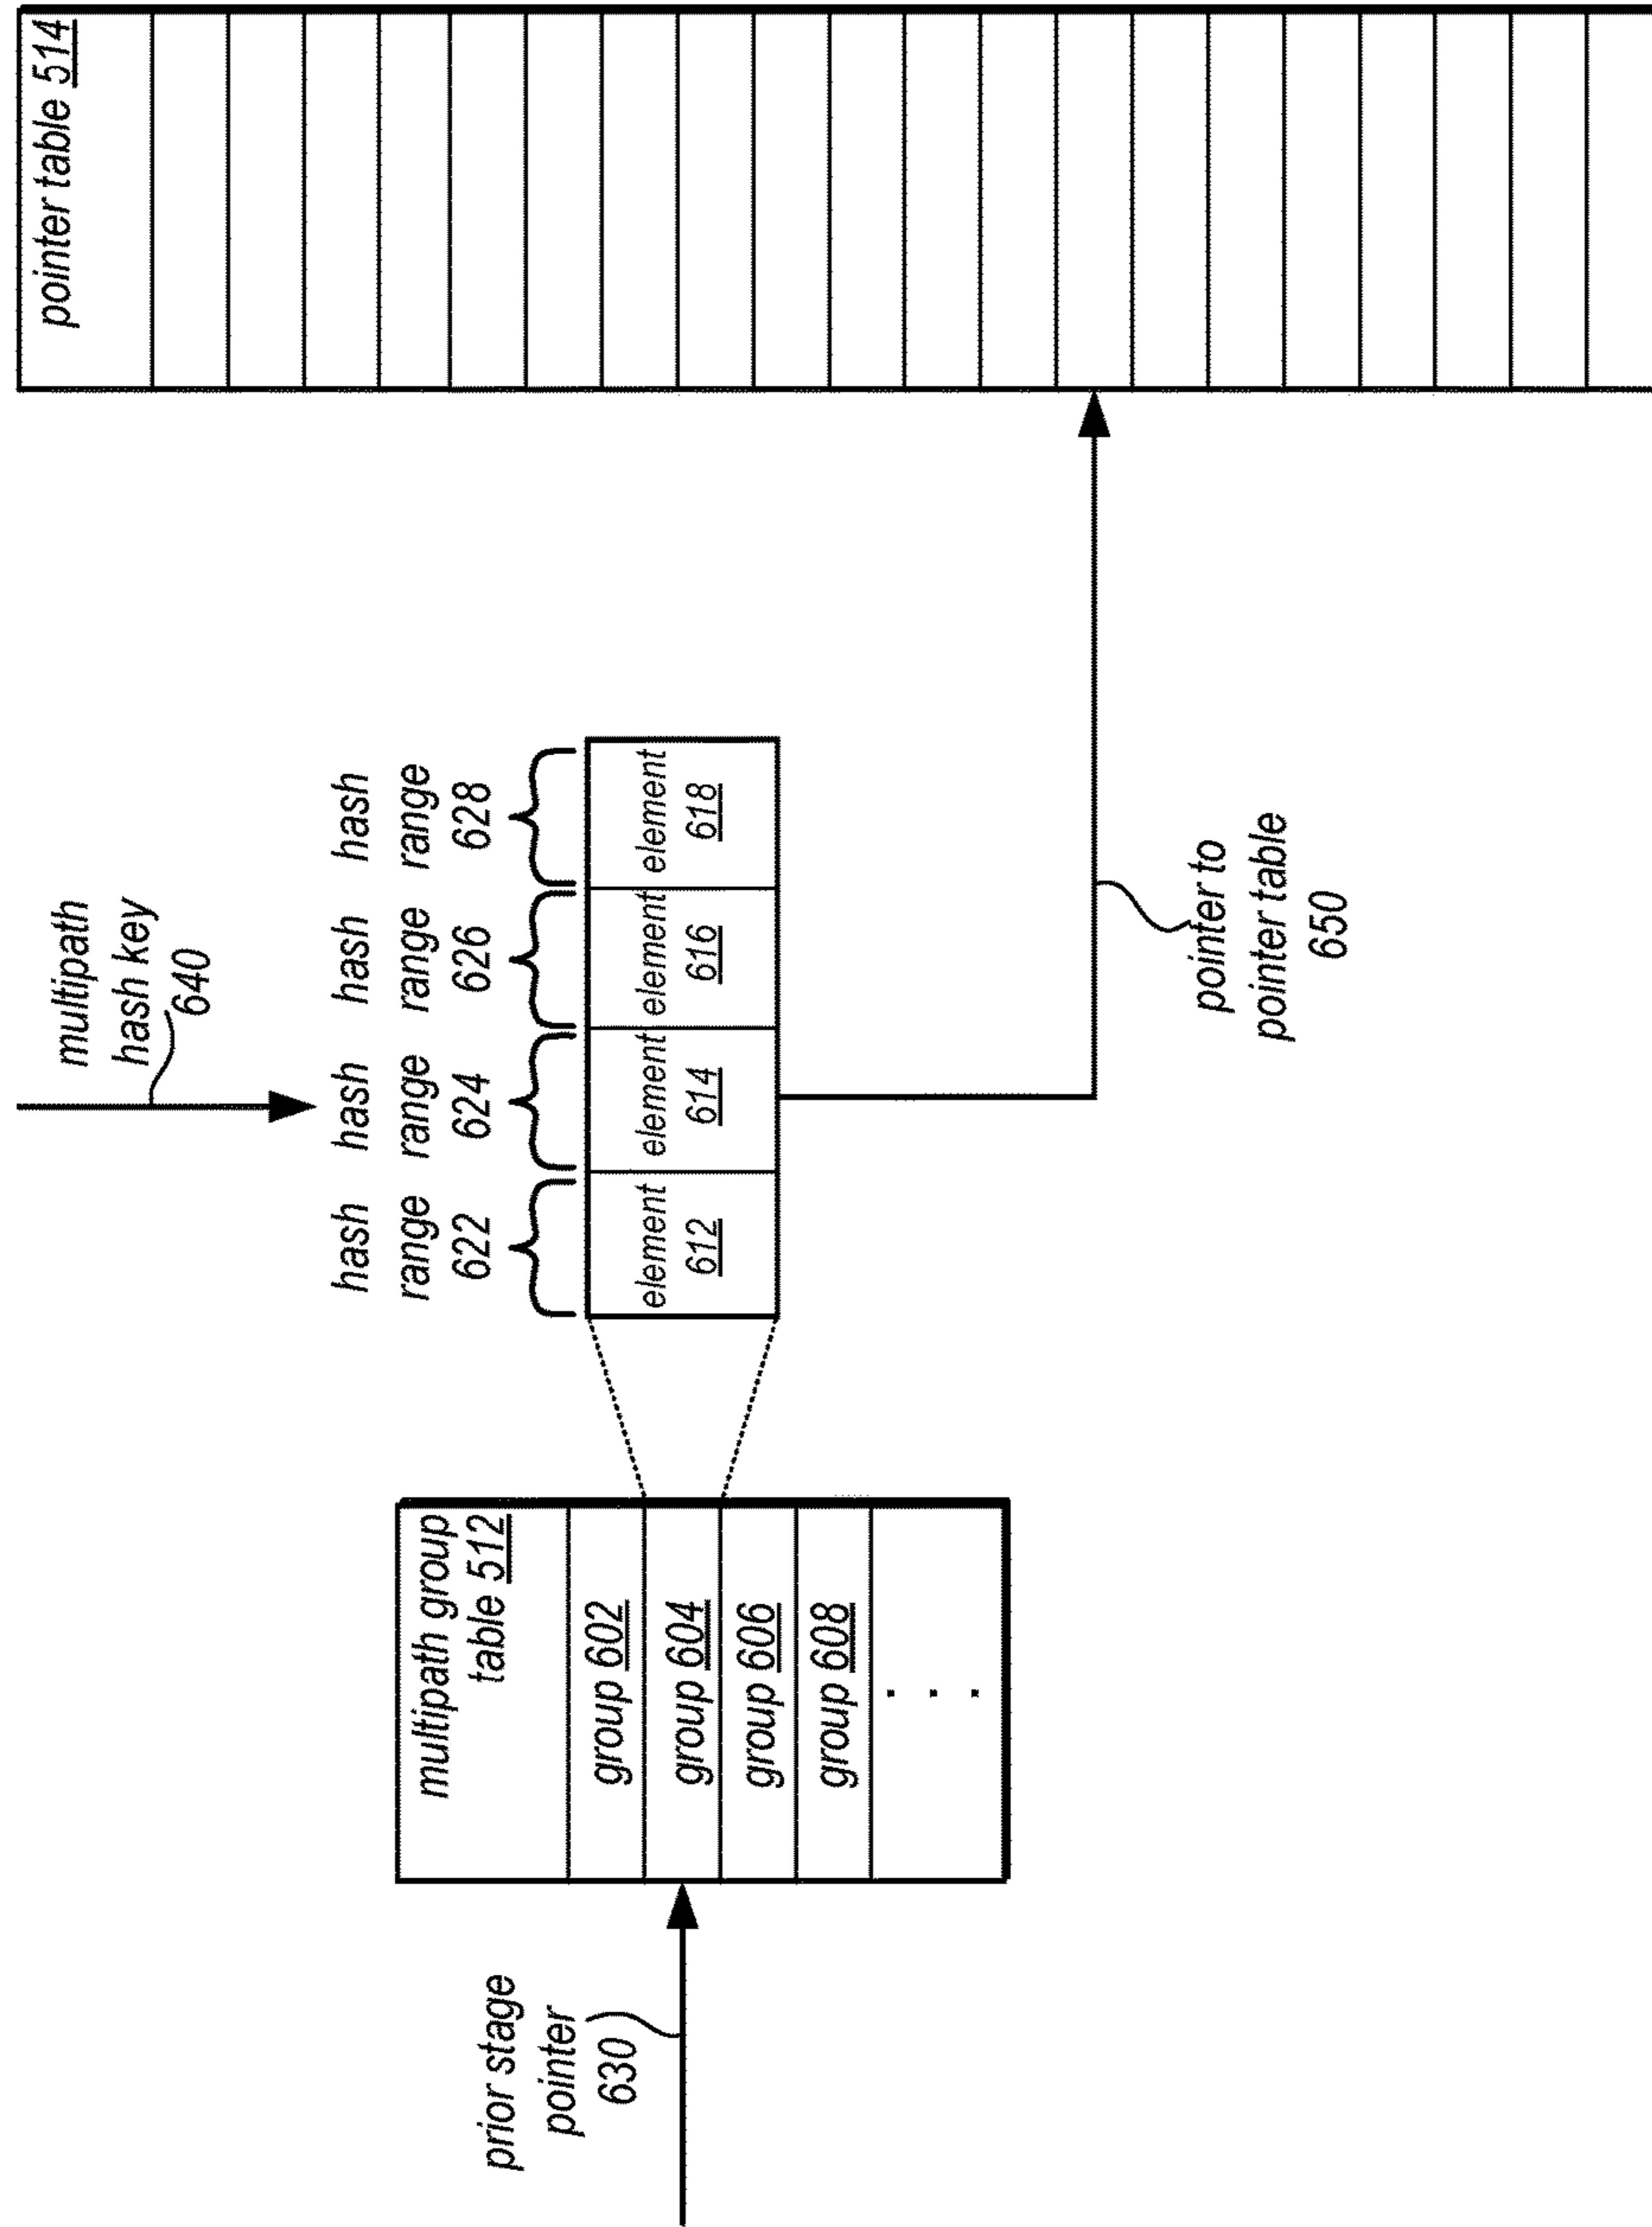 multipath group
table 512
group 602
group 604
group 606
group 608
. . .
prior stage
pointer
630
multipath
hash key
640
hash
range
622
hash
range
624
hash
range
626
hash
range
628
element
612
element
614
element
616
element
618
pointer to
pointer table
650
pointer table 514